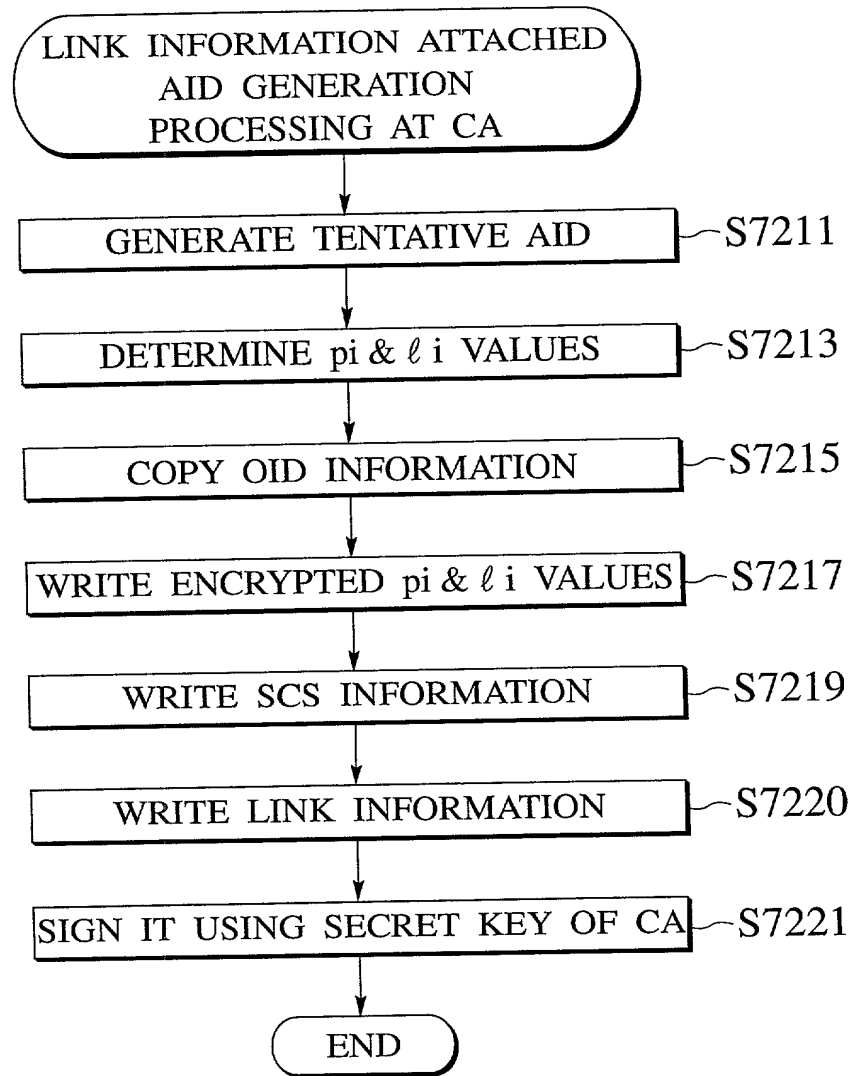 LINK INFORMATION ATTACHED
AID GENERATION
PROCESSING AT CA
GENERATE TENTATIVE AID
S7211
DETERMINE pi & ℓ i VALUES
S7213
COPY OID INFORMATION
S7215
WRITE ENCRYPTED pi & ℓ i VALUES
S7217
WRITE SCS INFORMATION
S7219
WRITE LINK INFORMATION
S7220
SIGN IT USING SECRET KEY OF CA
S7221
END